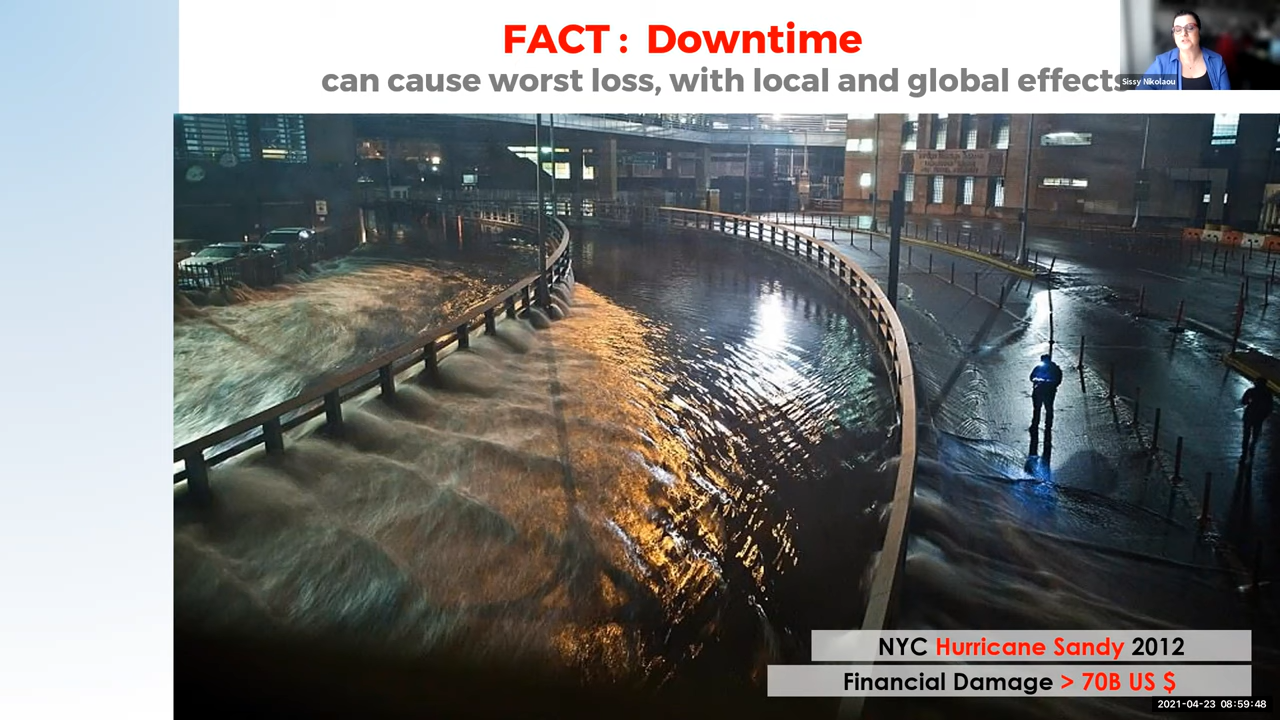 FACT : Downtime
can cause worst loss, with local and global effects
Sissy Nikolaou
NYC Hurricane Sandy 2012
Financial Damage > 70B US $
2021-04-23 08:59:48